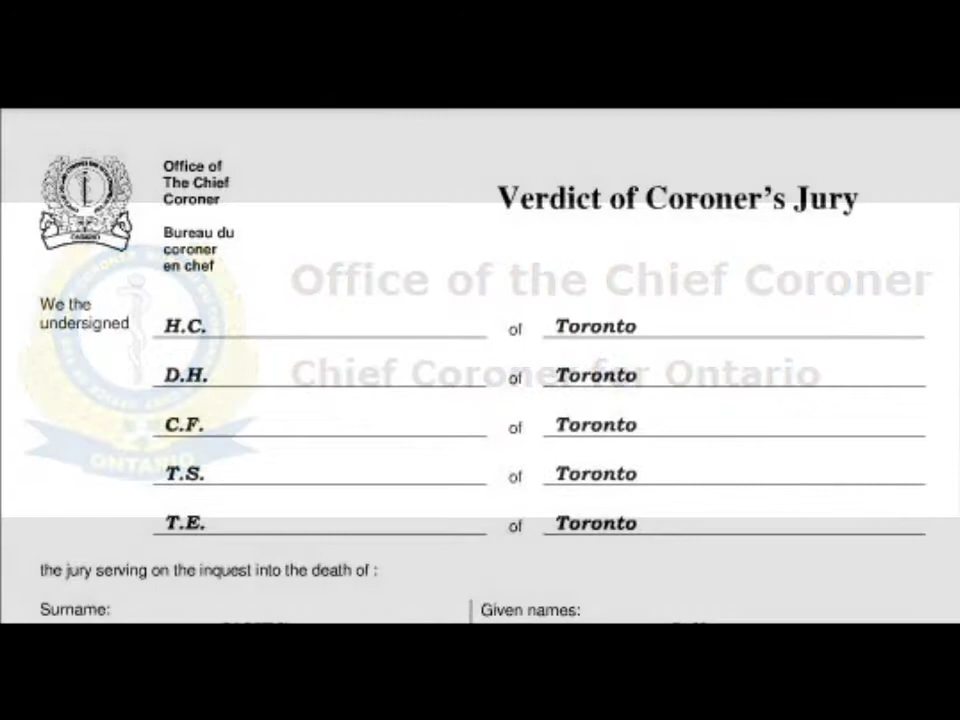 Office of
The Chief
Coroner
Bureau du
coroner
en chef
Verdict of Coroner's Jury
Office of the Chief Coroner
Chief Coroner for Ontario
ONTARIO
We the
undersigned
H.C. of Toronto
D.H. of Toronto
C.F. of Toronto
T.S. of Toronto
T.E. of Toronto
the jury serving on the inquest into the death of :
Surname:
Given names: